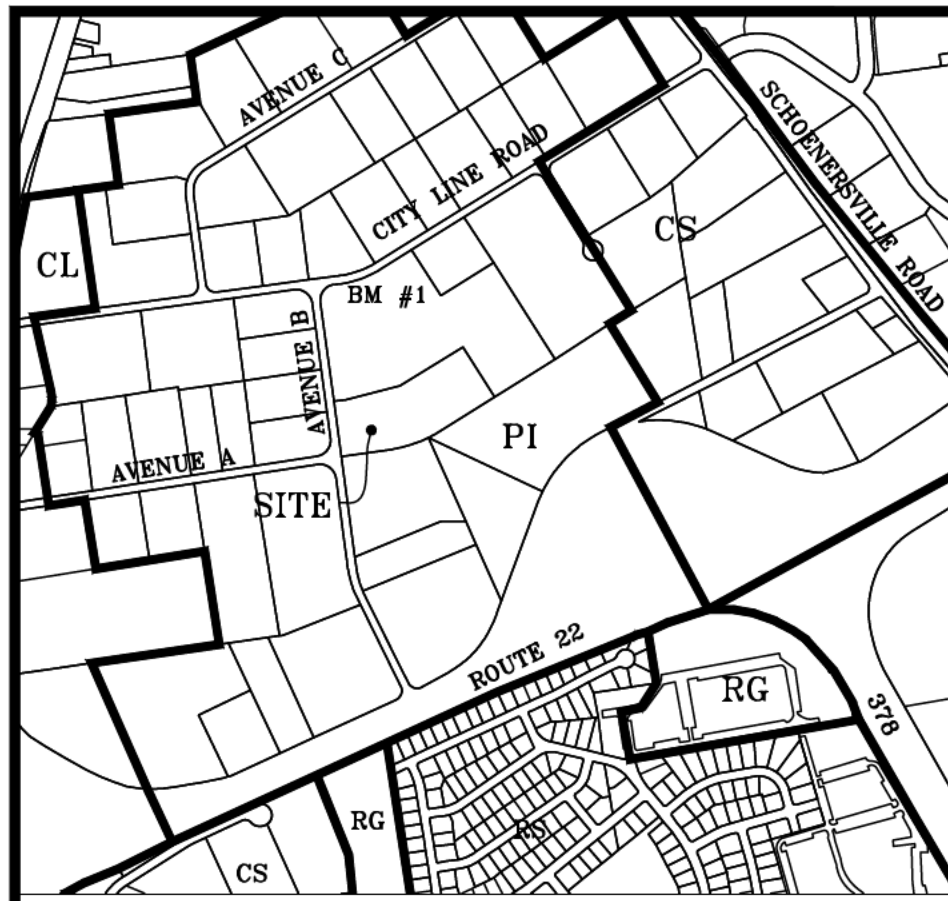 AVENUE C
SCHOENERSVILLE ROAD
CITY LINE ROAD
CS
CL
BM #1
AVENUE B
PI
AVENUE A
SITE
ROUTE 22
RG
378
RG
RS
CS